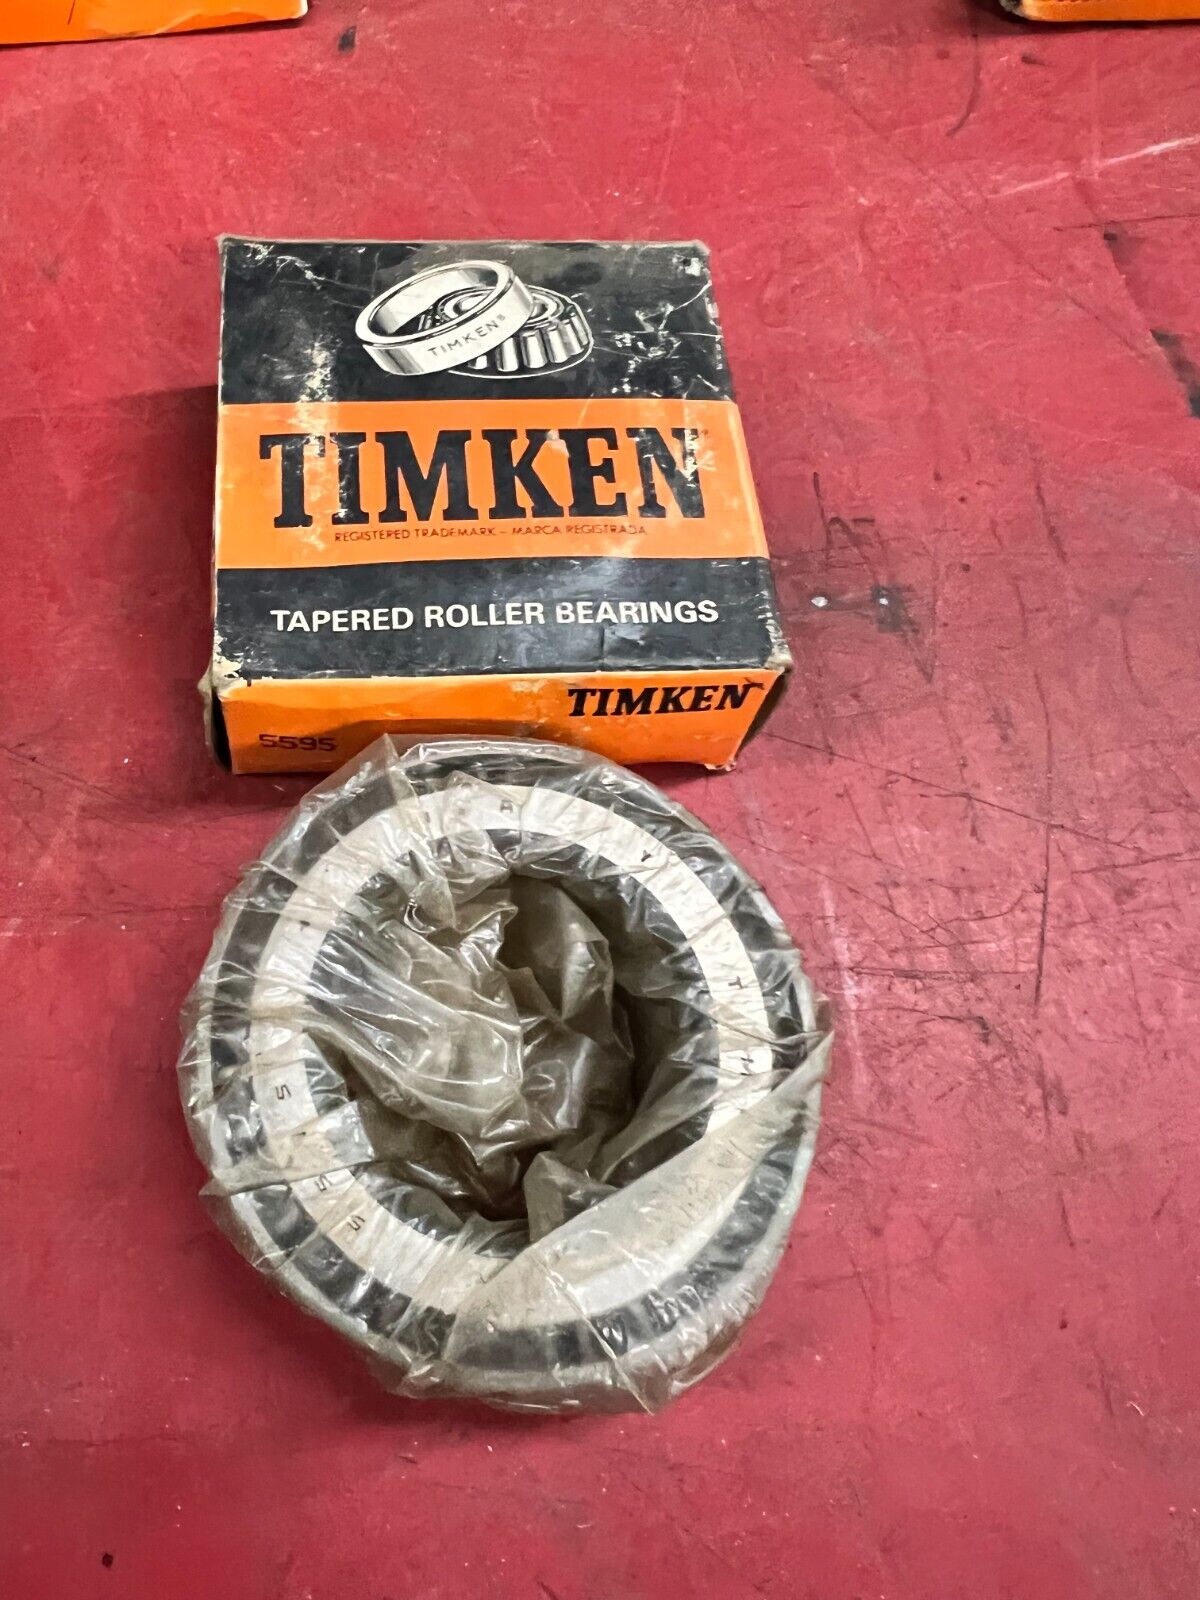 TIMKEN®
TIMKEN
REGISTERED TRADEMARK – MARCA REGISTRADA
TAPERED ROLLER BEARINGS
TIMKEN
5595